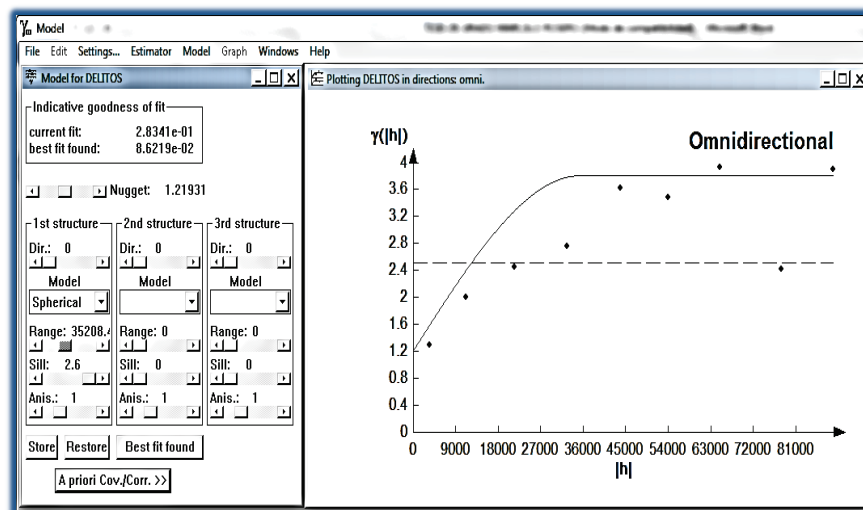 Model
File Edit Settings... Estimator Model Graph Windows Help
Model for DELITOS
Indicative goodness of fit
current fit: 2.8341e-01
best fit found: 8.6219e-02
Nugget: 1.21931
1st structure 2nd structure 3rd structure
Dir.: 0 Dir.: 0 Dir.: 0
Model Model Model
Spherical
Range: 35208.4 Range: 0 Range: 0
Sill: 2.6 Sill: 0 Sill: 0
Anis.: 1 Anis.: 1 Anis.: 1
Store Restore Best fit found
A priori Cov./Corr. >>
Plotting DELITOS in directions: omni.
γ(|h|)
Omnidirectional
4
3.6
3.2
2.8
2.4
2
1.6
1.2
0.8
0.4
0
0 9000 18000 27000 36000 45000 54000 63000 72000 81000
|h|